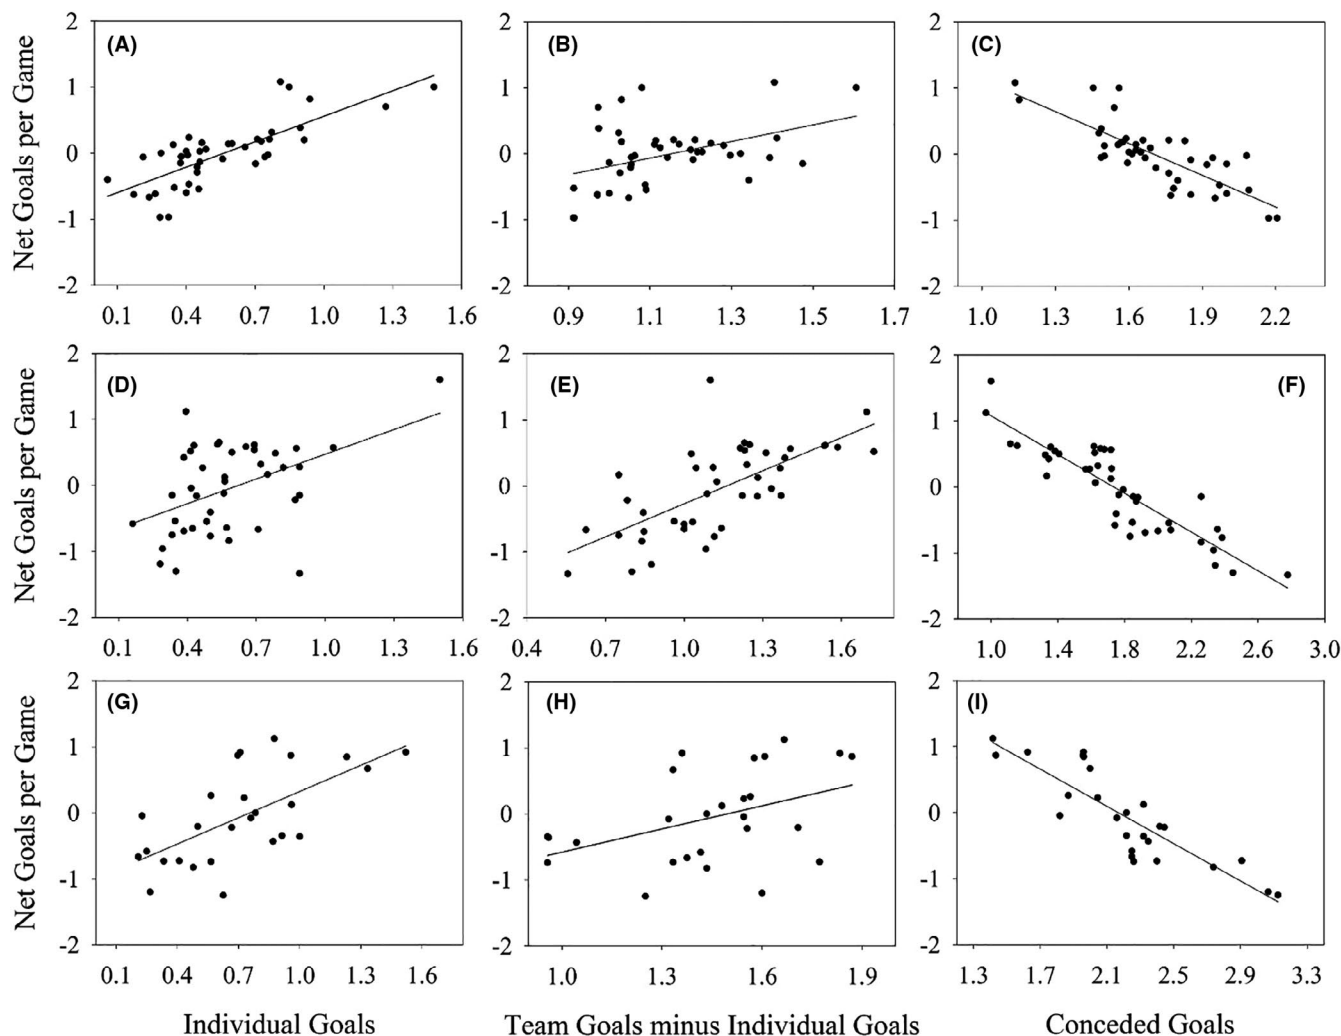 2 2 2
(A) (B) (C)
1 1 1
0 0 0
-1 -1 -1
-2 -2 -2
0.1 0.4 0.7 1.0 1.3 1.6 0.9 1.1 1.3 1.5 1.7 1.0 1.3 1.6 1.9 2.2
Net Goals per Game
2 2 2
(D) (E) (F)
1 1 1
0 0 0
-1 -1 -1
-2 -2 -2
0.1 0.4 0.7 1.0 1.3 1.6 0.4 0.7 1.0 1.3 1.6 1.0 1.4 1.8 2.2 2.6 3.0
Net Goals per Game
2 2 2
(G) (H) (I)
1 1 1
0 0 0
-1 -1 -1
-2 -2 -2
0.1 0.4 0.7 1.0 1.3 1.6 1.0 1.3 1.6 1.9 1.3 1.7 2.1 2.5 2.9 3.3
Net Goals per Game
Individual Goals Team Goals minus Individual Goals Conceded Goals